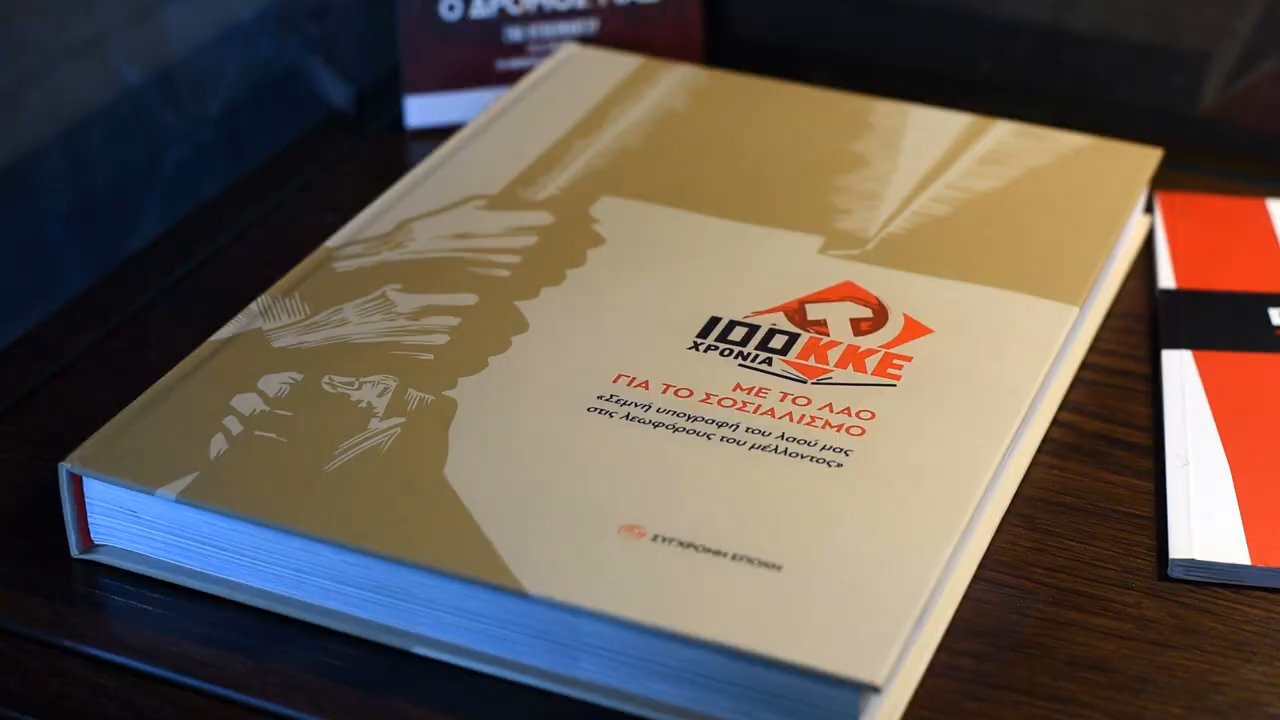 Ο ΔΡΟΜΟΣ
100
ΧΡΟΝΙΑ
ΚΚΕ
ΜΕ ΤΟ ΛΑΟ
ΓΙΑ ΤΟ ΣΟΣΙΑΛΙΣΜΟ
«Σεμνή υπογραφή του λαού μας
στις λεωφόρους του μέλλοντος»
ΣΥΓΧΡΟΝΗ ΕΠΟΧΗ